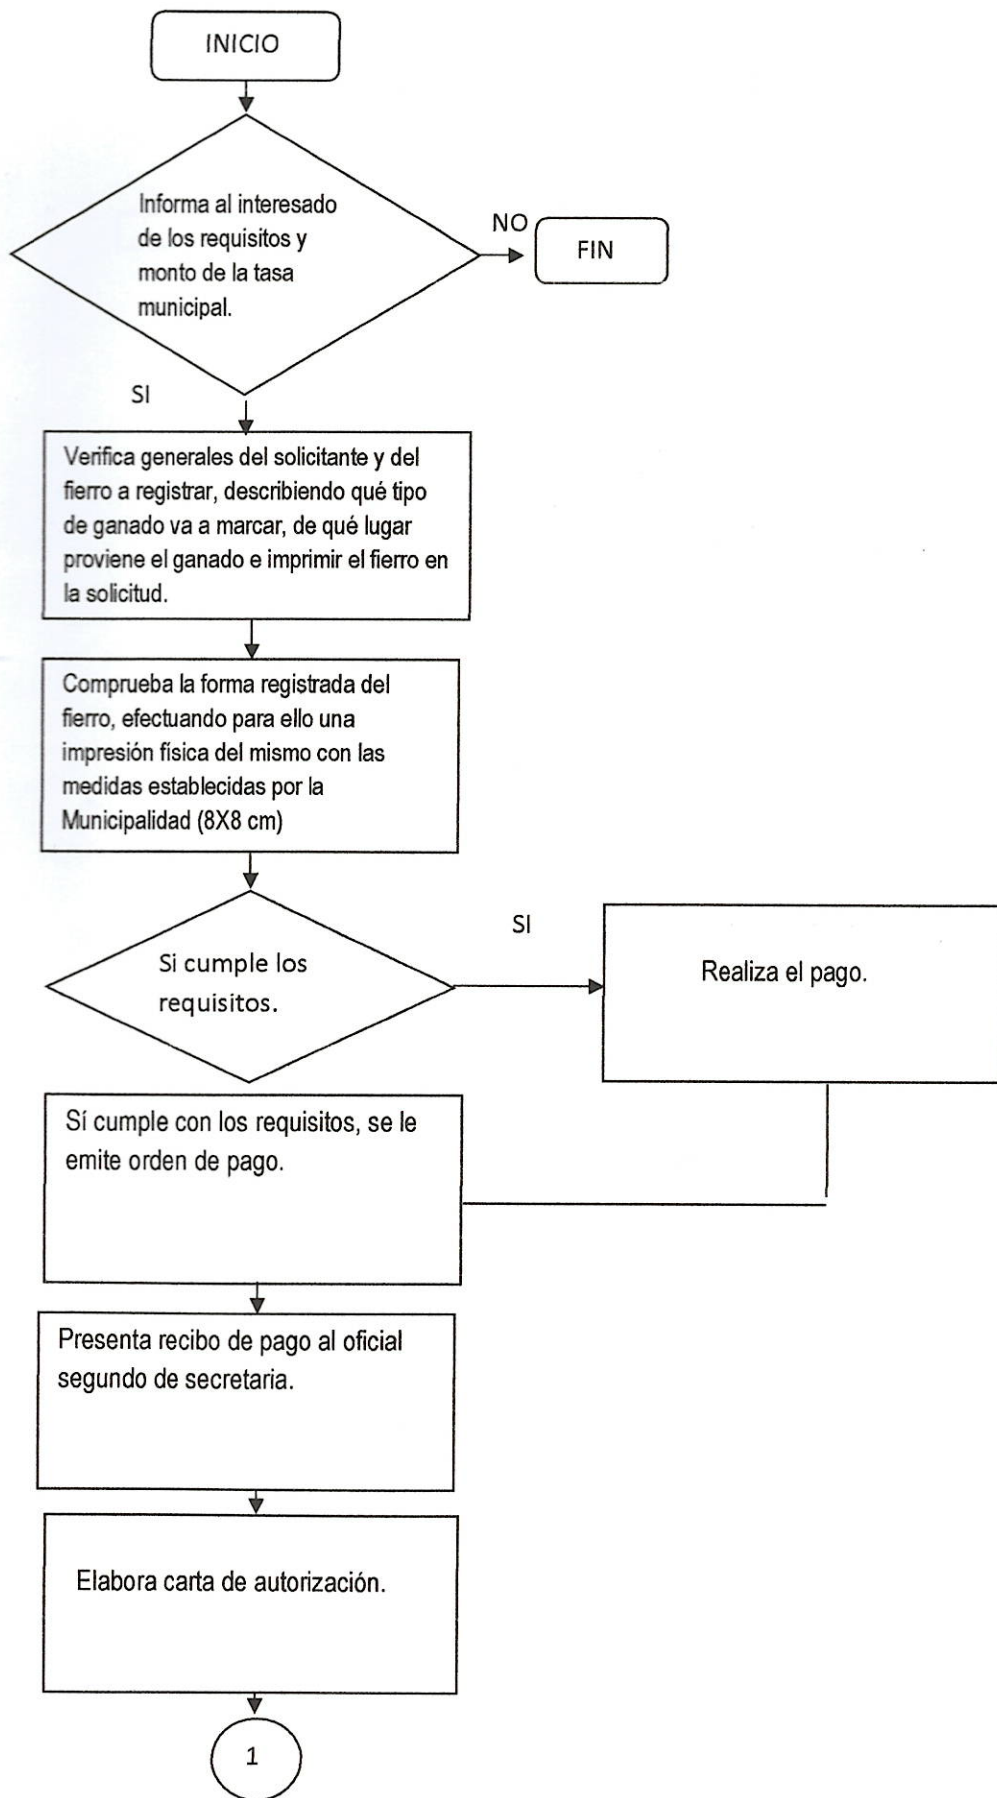 INICIO
Informa al interesado
de los requisitos y
monto de la tasa
municipal.
NO
FIN
SI
Verifica generales del solicitante y del
fierro a registrar, describiendo qué tipo
de ganado va a marcar, de qué lugar
proviene el ganado e imprimir el fierro en
la solicitud.
Comprueba la forma registrada del
fierro, efectuando para ello una
impresión física del mismo con las
medidas establecidas por la
Municipalidad (8X8 cm)
Si cumple los
requisitos.
SI
Realiza el pago.
Sí cumple con los requisitos, se le
emite orden de pago.
Presenta recibo de pago al oficial
segundo de secretaria.
Elabora carta de autorización.
1